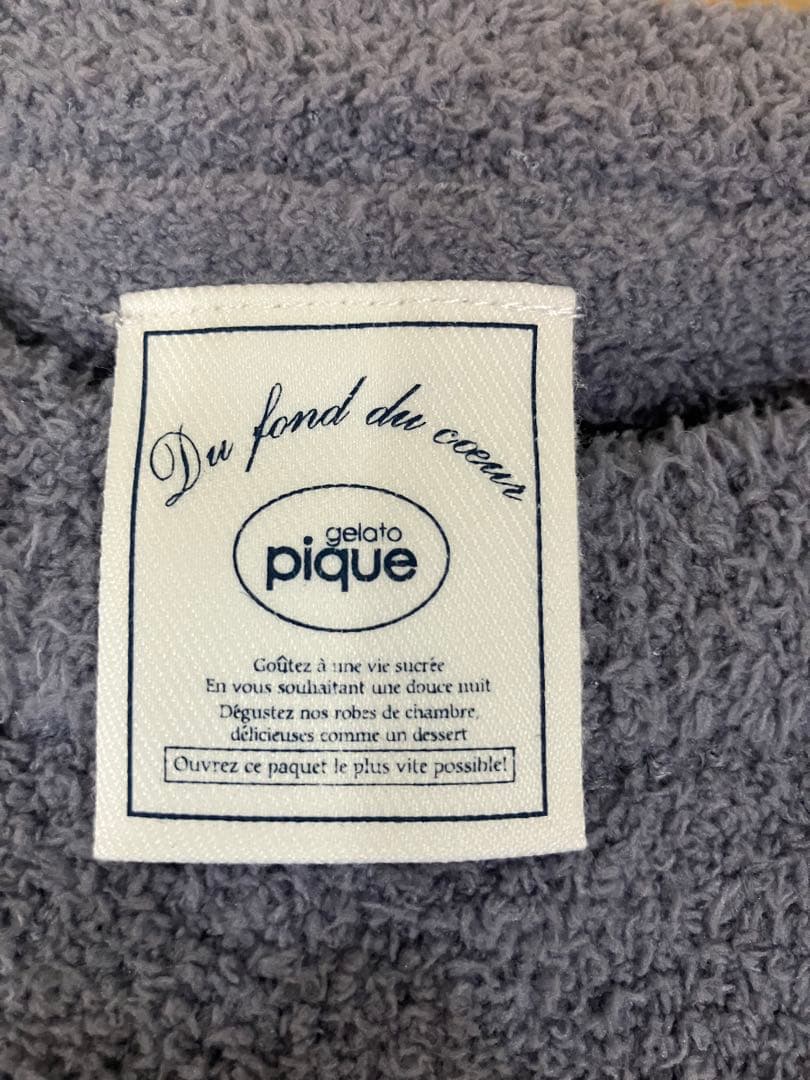 Du fond du cœur
gelato
pique
Goûtez à une vie sucrée
En vous souhaitant une douce nuit
Dégustez nos robes de chambre,
délicieuses comme un dessert
Ouvrez ce paquet le plus vite possible!